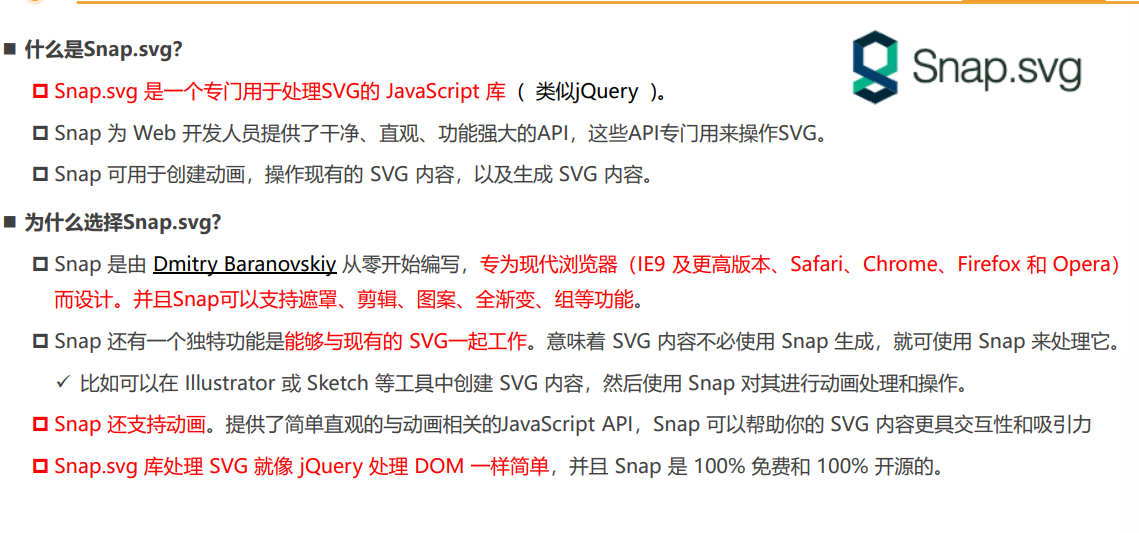 什么是Snap.svg?
Snap.svg
Snap.svg 是一个专门用于处理SVG的 JavaScript 库（ 类似jQuery ）。
Snap 为 Web 开发人员提供了干净、直观、功能强大的API，这些API专门用来操作SVG。
Snap 可用于创建动画，操作现有的 SVG 内容，以及生成 SVG 内容。
为什么选择Snap.svg?
Snap 是由 Dmitry Baranovskiy 从零开始编写，专为现代浏览器（IE9 及更高版本、Safari、Chrome、Firefox 和 Opera）
而设计。并且Snap可以支持遮罩、剪辑、图案、全渐变、组等功能。
Snap 还有一个独特功能是能够与现有的 SVG一起工作。意味着 SVG 内容不必使用 Snap 生成，就可使用 Snap 来处理它。
✓ 比如可以在 Illustrator 或 Sketch 等工具中创建 SVG 内容，然后使用 Snap 对其进行动画处理和操作。
Snap 还支持动画。提供了简单直观的与动画相关的JavaScript API，Snap 可以帮助你的 SVG 内容更具交互性和吸引力
Snap.svg 库处理 SVG 就像 jQuery 处理 DOM 一样简单，并且 Snap 是 100% 免费和 100% 开源的。